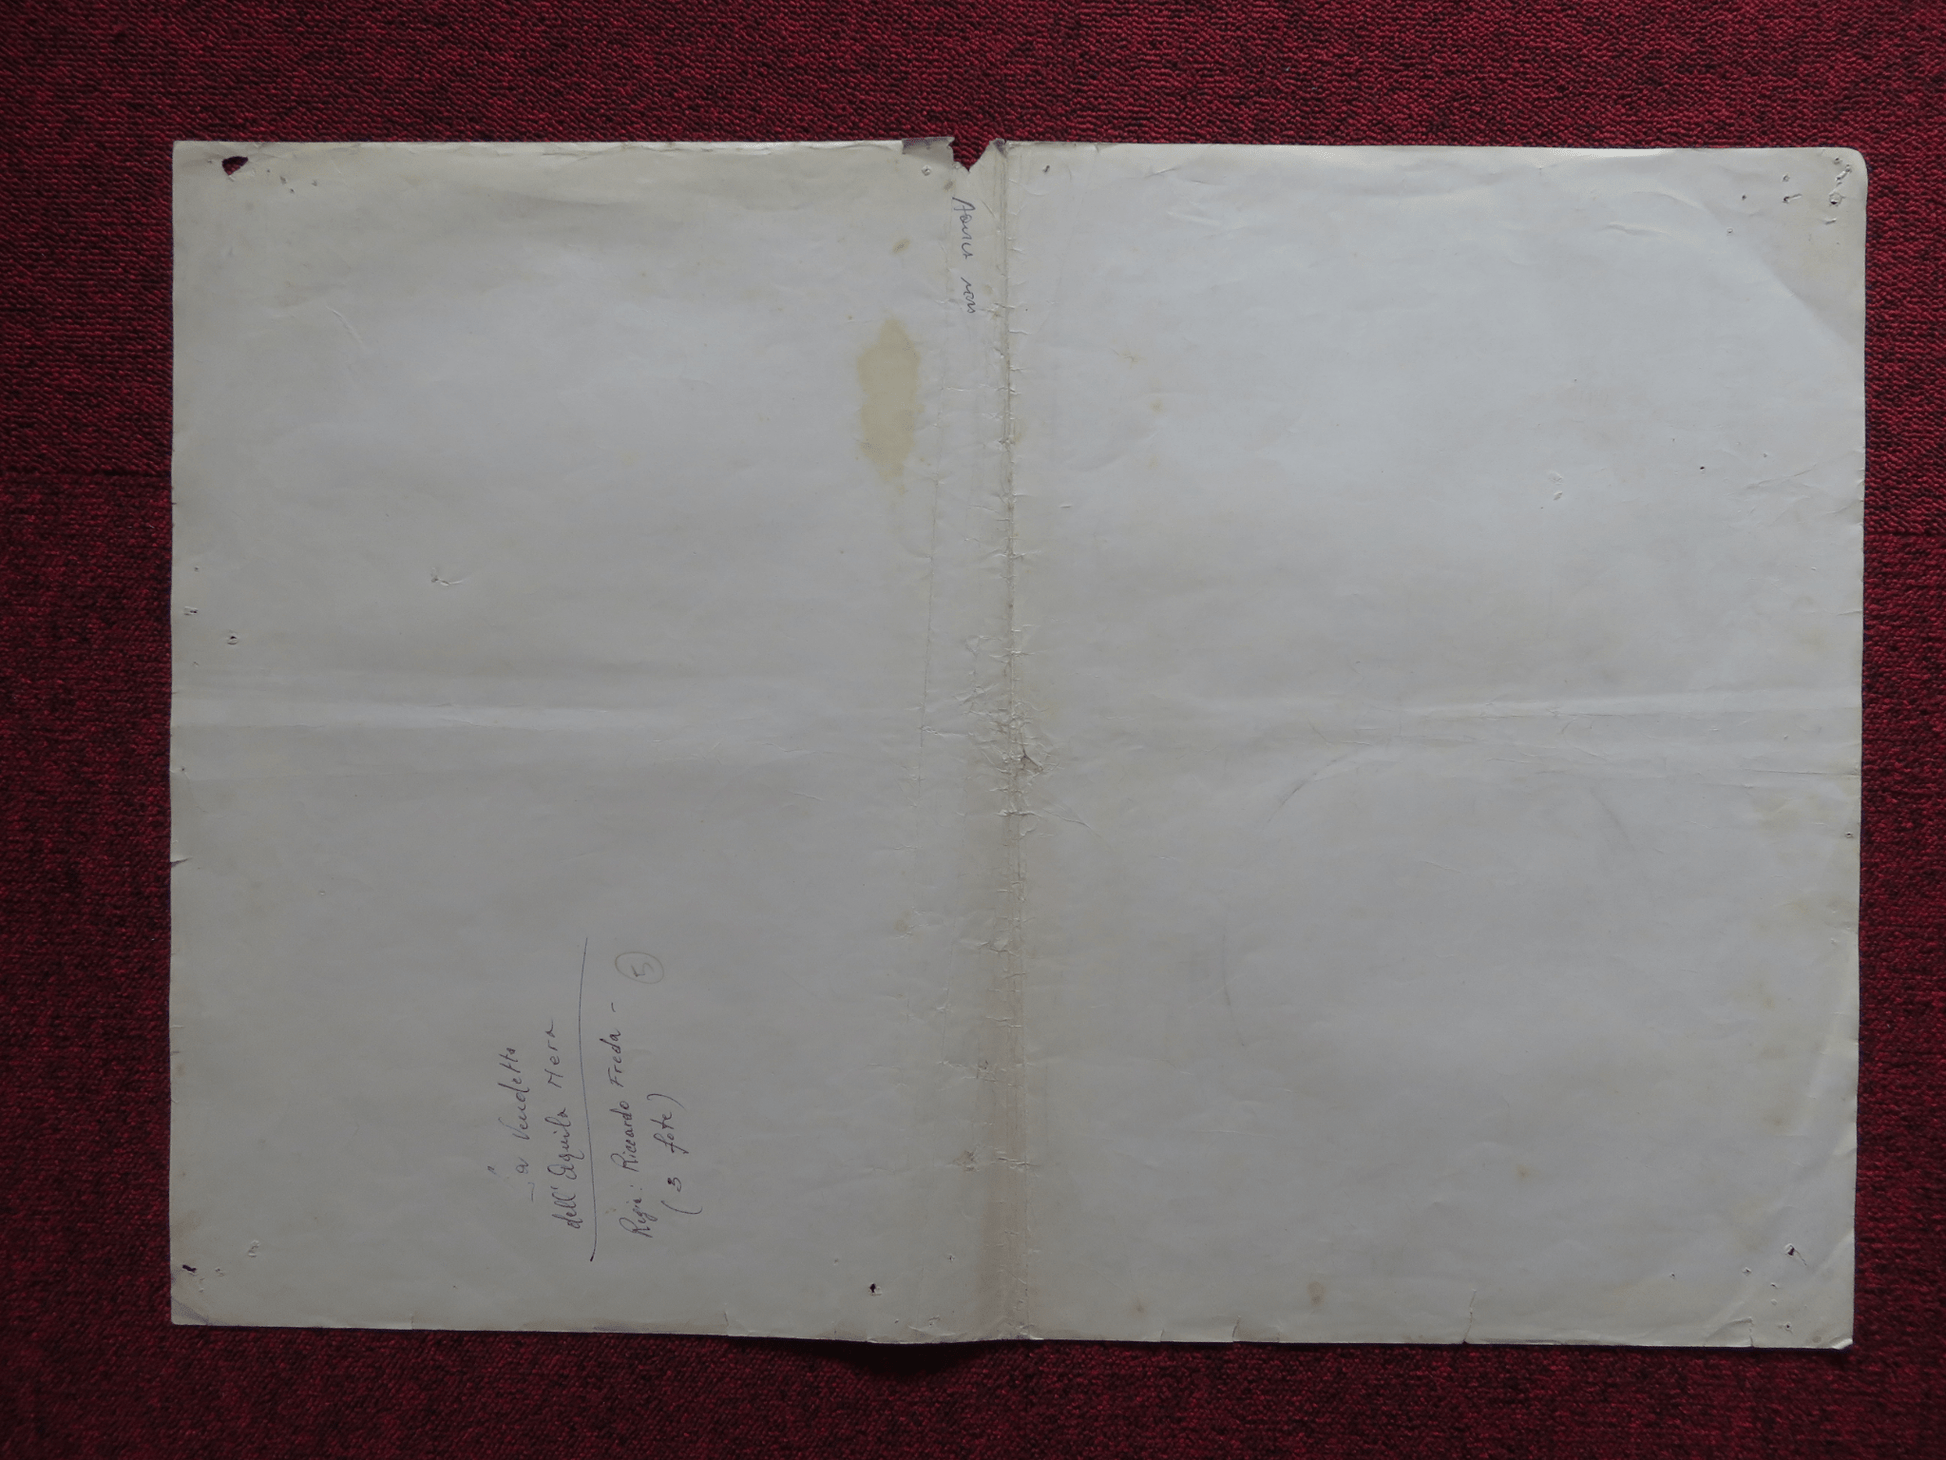 La Vendetta
dell'Aquila Nera
Regia: Riccardo Freda - (5)
(3 foto)